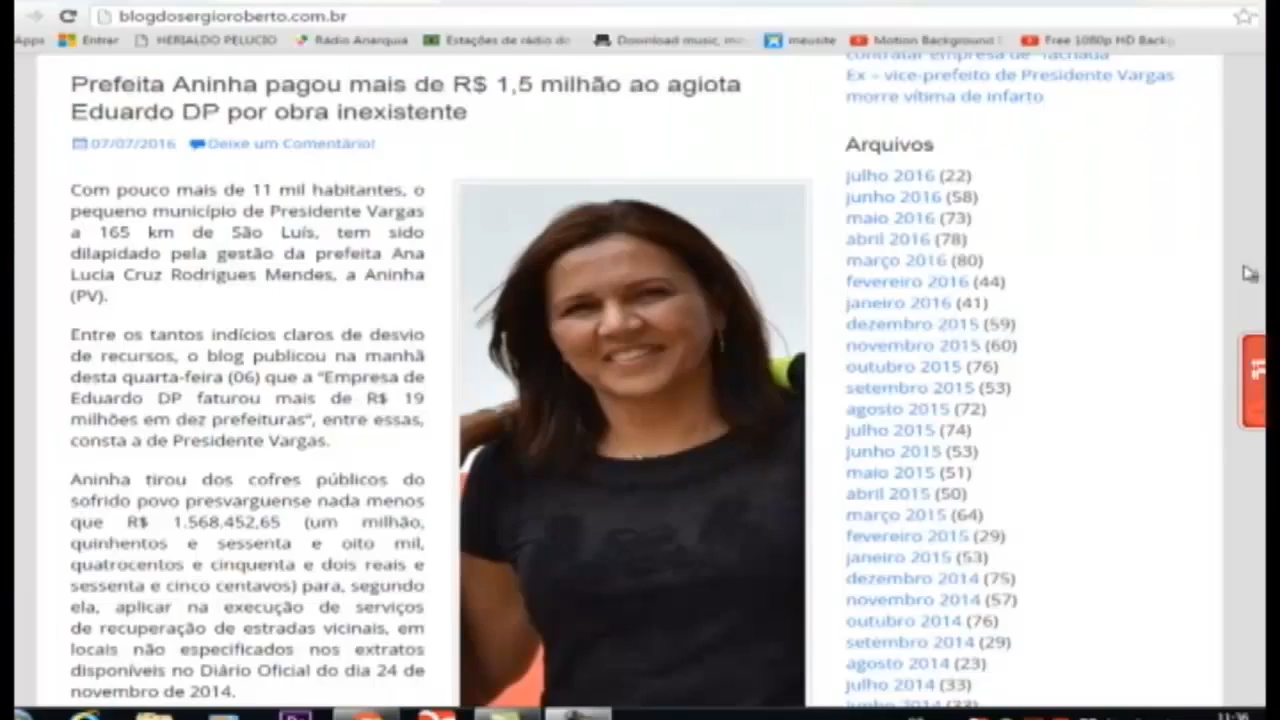 blogdosergioroberto.com.br
Apps Entrar HERIALDO PELUCIO Rádio Anarquia Estações de rádio de Download music, mo meusite Motion Background Free 1080p HD Back
Prefeita Aninha pagou mais de R$ 1,5 milhão ao agiota
Eduardo DP por obra inexistente
07/07/2016 Deixe um Comentário!
Com pouco mais de 11 mil habitantes, o
pequeno município de Presidente Vargas
a 165 km de São Luís, tem sido
dilapidado pela gestão da prefeita Ana
Lucia Cruz Rodrigues Mendes, a Aninha
(PV).
Entre os tantos indícios claros de desvio
de recursos, o blog publicou na manhã
desta quarta-feira (06) que a “Empresa de
Eduardo DP faturou mais de R$ 19
milhões em dez prefeituras“, entre essas,
consta a de Presidente Vargas.
Aninha tirou dos cofres públicos do
sofrido povo presvarguense nada menos
que R$ 1.568.452,65 (um milhão,
quinhentos e sessenta e oito mil,
quatrocentos e cinquenta e dois reais e
sessenta e cinco centavos) para, segundo
ela, aplicar na execução de serviços
de recuperação de estradas vicinais, em
locais não especificados nos extratos
disponíveis no Diário Oficial do dia 24 de
novembro de 2014.
contratar empresa de “fachada”
Ex – vice-prefeito de Presidente Vargas
morre vítima de infarto
Arquivos
julho 2016 (22)
junho 2016 (58)
maio 2016 (73)
abril 2016 (78)
março 2016 (80)
fevereiro 2016 (44)
janeiro 2016 (41)
dezembro 2015 (59)
novembro 2015 (60)
outubro 2015 (76)
setembro 2015 (53)
agosto 2015 (72)
julho 2015 (74)
junho 2015 (53)
maio 2015 (51)
abril 2015 (50)
março 2015 (64)
fevereiro 2015 (29)
janeiro 2015 (53)
dezembro 2014 (75)
novembro 2014 (57)
outubro 2014 (76)
setembro 2014 (29)
agosto 2014 (23)
julho 2014 (33)
junho 2014 (33)